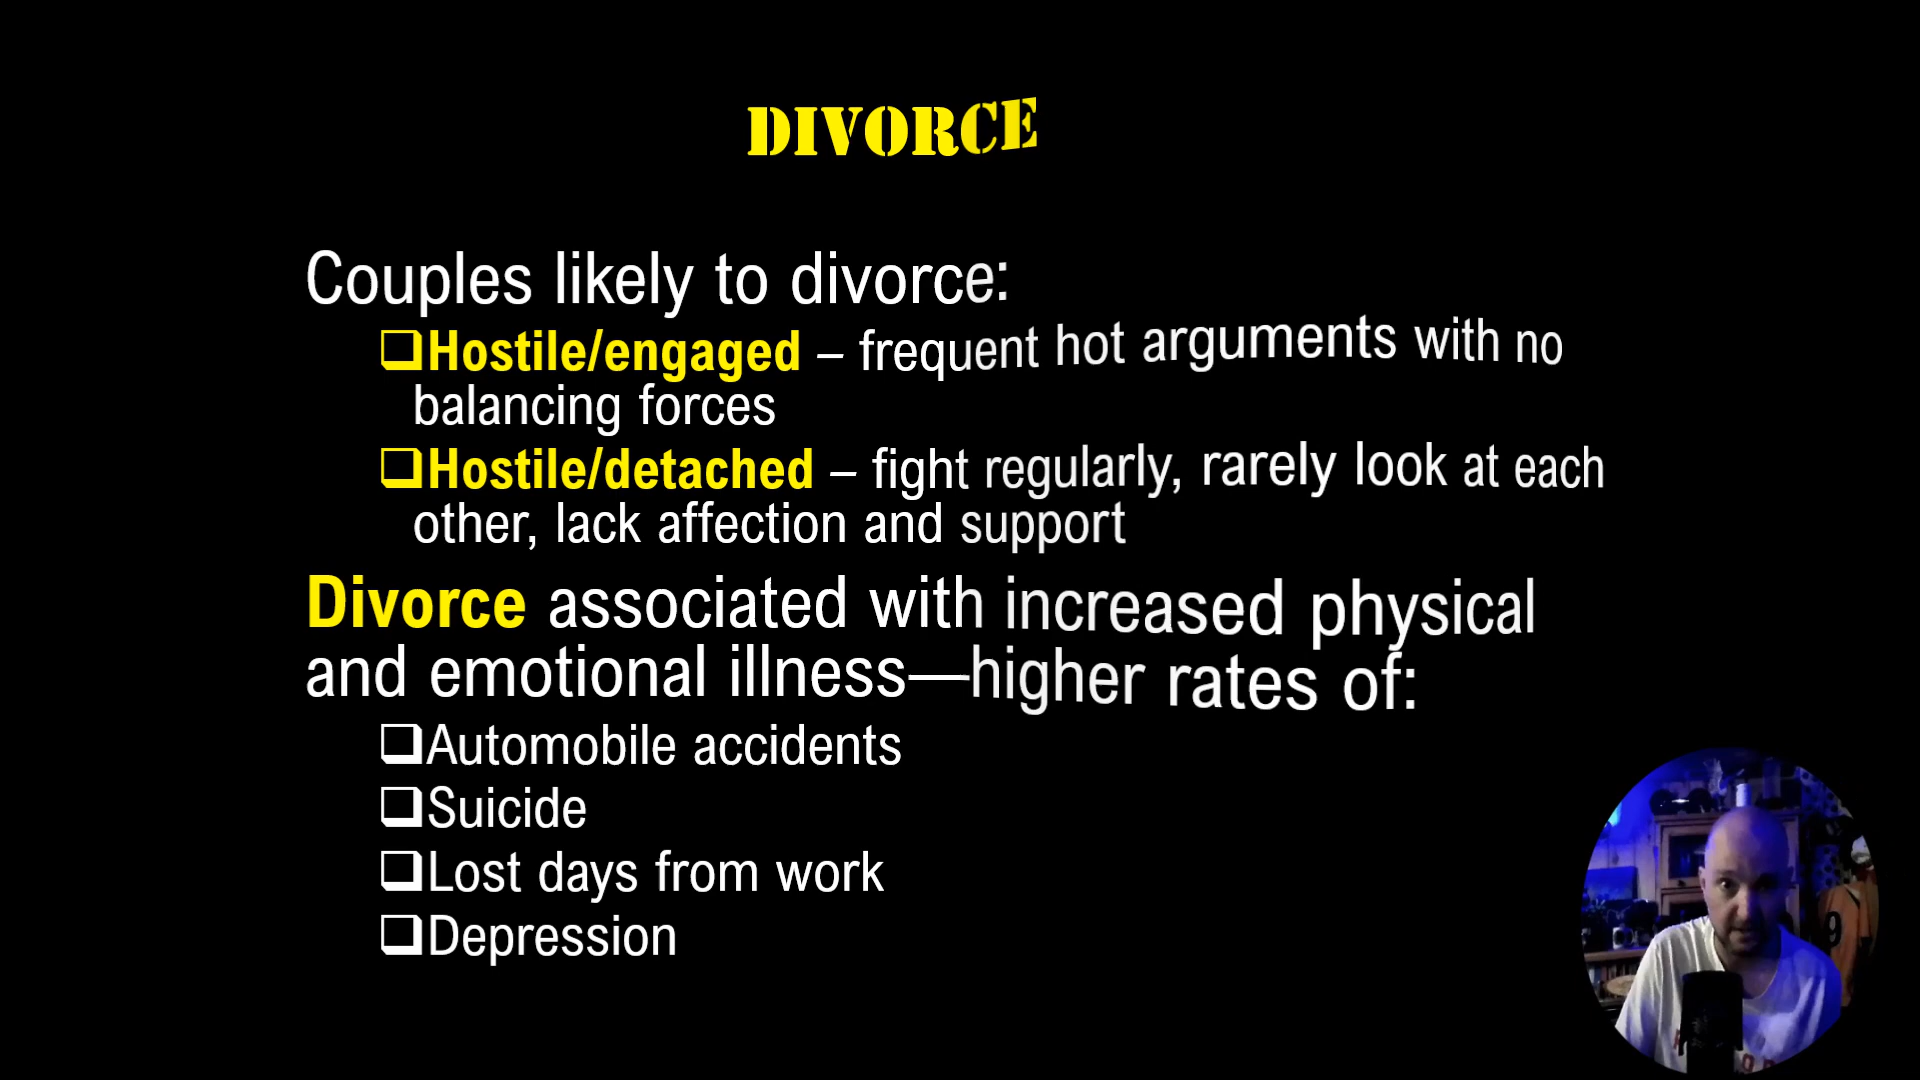 DIVORCE
Couples likely to divorce:
❑Hostile/engaged – frequent hot arguments with no
balancing forces
❑Hostile/detached – fight regularly, rarely look at each
other, lack affection and support
Divorce associated with increased physical
and emotional illness—higher rates of:
❑Automobile accidents
❑Suicide
❑Lost days from work
❑Depression
9